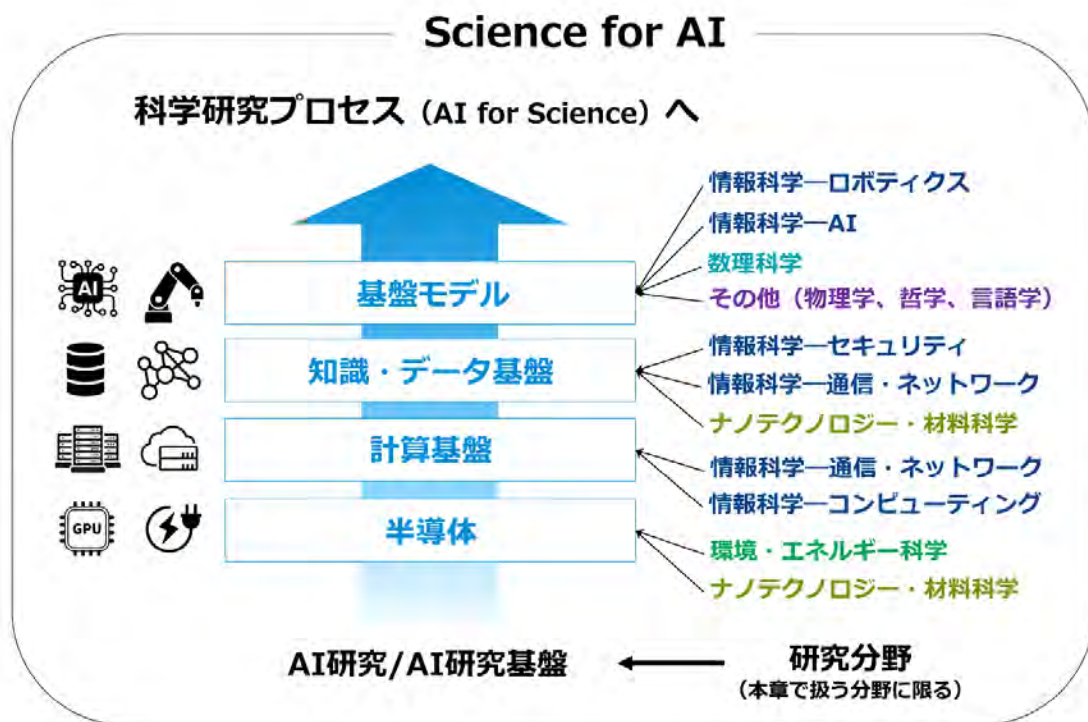 Science for AI
科学研究プロセス（AI for Science）へ
情報科学―ロボティクス
情報科学―AI
数理科学
その他（物理学、哲学、言語学）
AI
基盤モデル
情報科学―セキュリティ
情報科学―通信・ネットワーク
ナノテクノロジー・材料科学
知識・データ基盤
情報科学―通信・ネットワーク
情報科学―コンピューティング
計算基盤
環境・エネルギー科学
ナノテクノロジー・材料科学
GPU
半導体
AI研究/AI研究基盤
研究分野
（本章で扱う分野に限る）